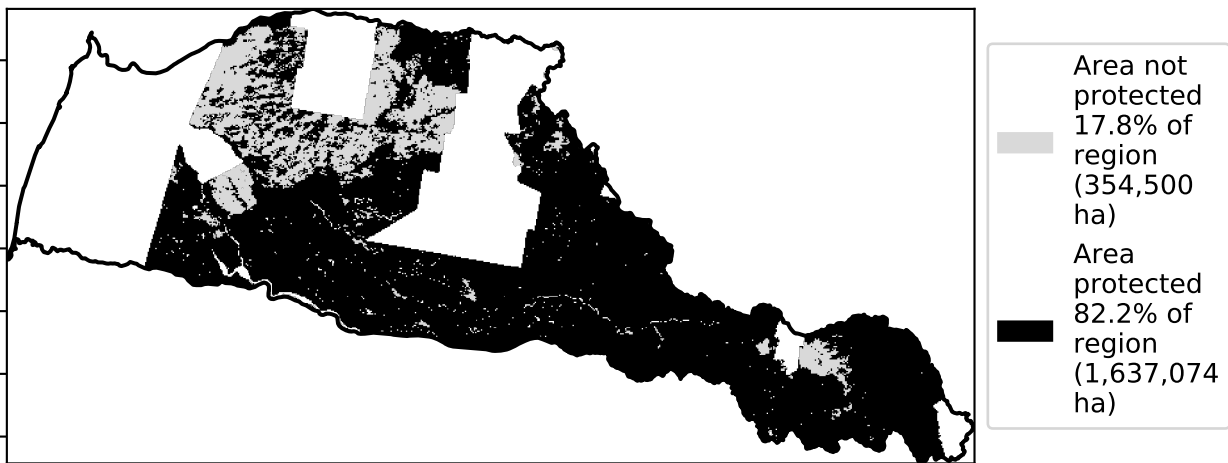 Area not
protected
17.8% of
region
(354,500
ha)
Area
protected
82.2% of
region
(1,637,074
ha)